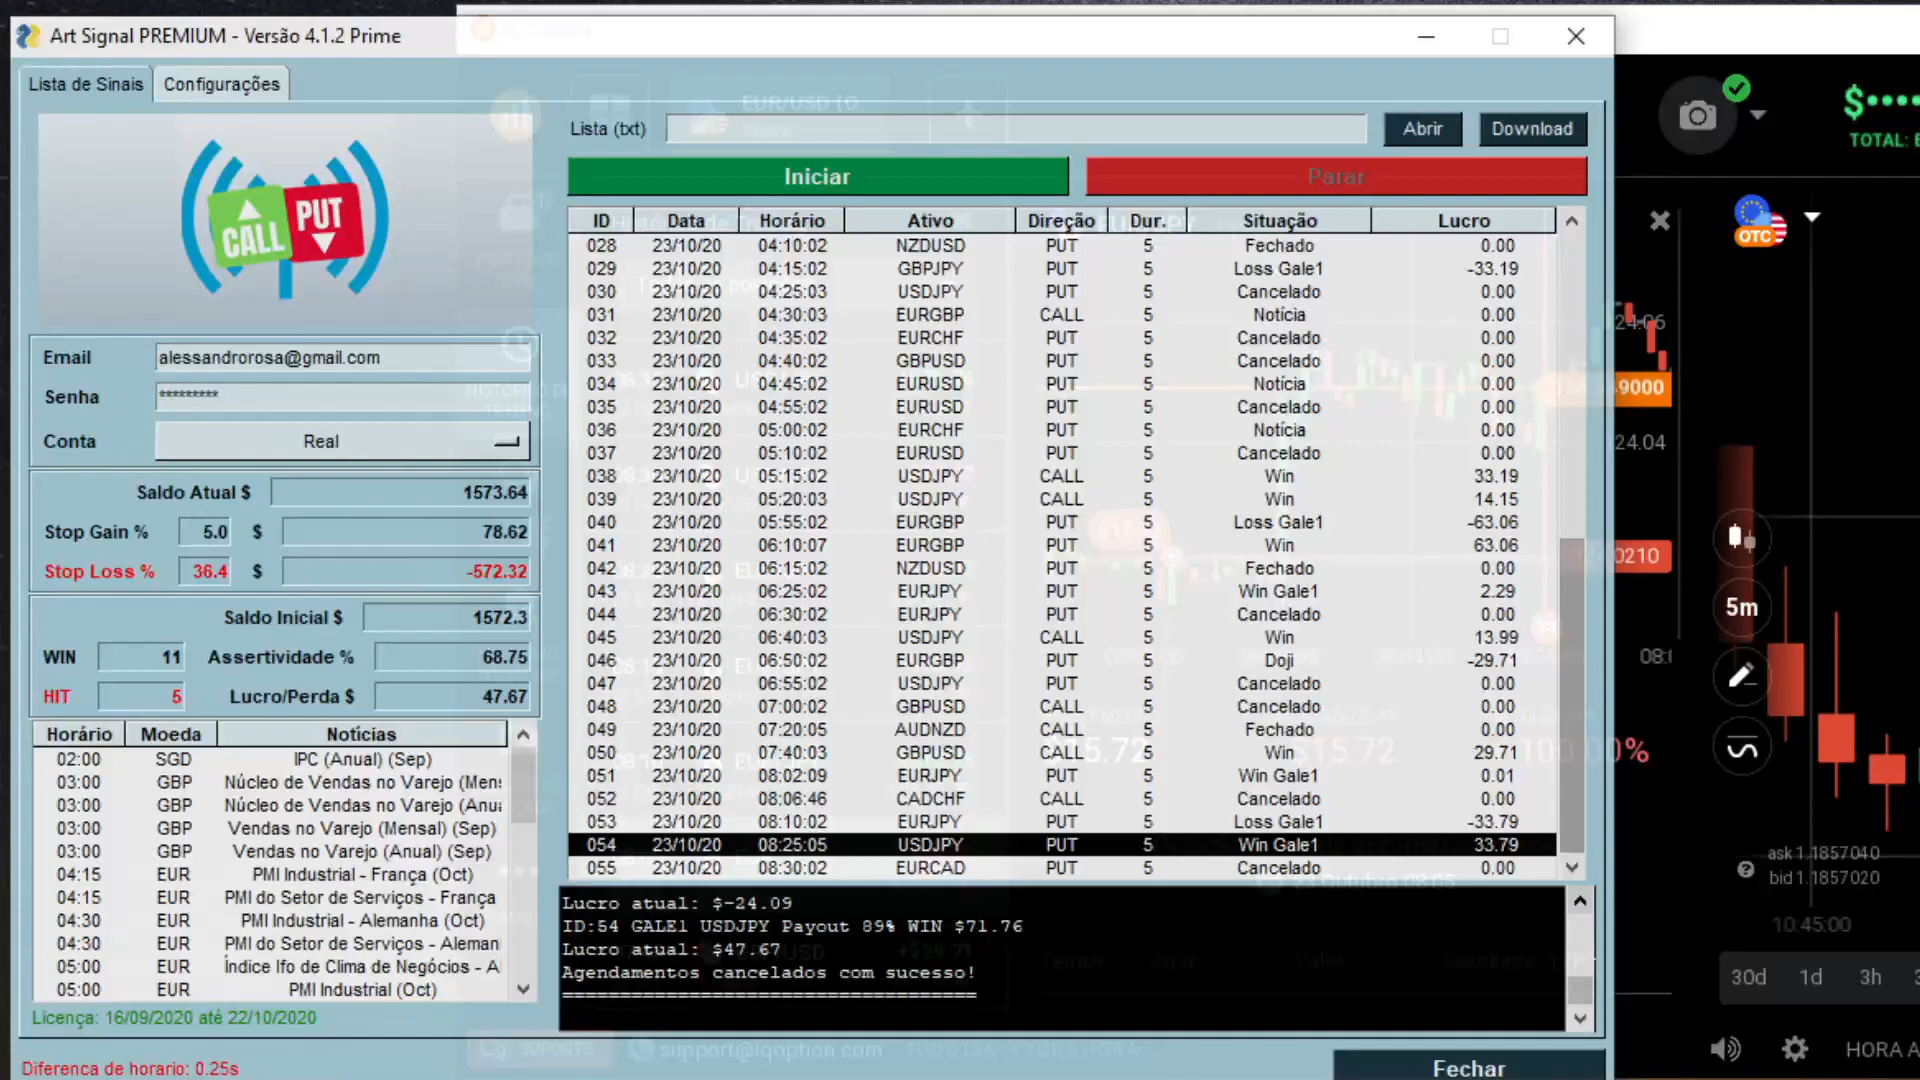 Art Signal PREMIUM - Versão 4.1.2 Prime
Lista de Sinais
Configurações
CALL PUT
Lista (txt)
Abrir
Download
Iniciar
Parar
Email alessandrorosa@gmail.com
Senha *********
Conta Real
Saldo Atual $ 1573.64
Stop Gain % 5.0 $ 78.62
Stop Loss % 36.4 $ -572.32
Saldo Inicial $ 1572.3
WIN 11 Assertividade % 68.75
HIT 5 Lucro/Perda $ 47.67
Horário Moeda Notícias
02:00 SGD IPC (Anual) (Sep)
03:00 GBP Núcleo de Vendas no Varejo (Men
03:00 GBP Núcleo de Vendas no Varejo (Anu
03:00 GBP Vendas no Varejo (Mensal) (Sep)
03:00 GBP Vendas no Varejo (Anual) (Sep)
04:15 EUR PMI Industrial - França (Oct)
04:15 EUR PMI do Setor de Serviços - França
04:30 EUR PMI Industrial - Alemanha (Oct)
04:30 EUR PMI do Setor de Serviços - Aleman
05:00 EUR Índice Ifo de Clima de Negócios - A
05:00 EUR PMI Industrial (Oct)
Licença: 16/09/2020 até 22/10/2020
Diferenca de horario: 0.25s
ID Data Horário Ativo Direção Dur. Situação Lucro
028 23/10/20 04:10:02 NZDUSD PUT 5 Fechado 0.00
029 23/10/20 04:15:02 GBPJPY PUT 5 Loss Gale1 -33.19
030 23/10/20 04:25:03 USDJPY PUT 5 Cancelado 0.00
031 23/10/20 04:30:03 EURGBP CALL 5 Notícia 0.00
032 23/10/20 04:35:02 EURCHF PUT 5 Cancelado 0.00
033 23/10/20 04:40:02 GBPUSD PUT 5 Cancelado 0.00
034 23/10/20 04:45:02 EURUSD PUT 5 Notícia 0.00
035 23/10/20 04:55:02 EURUSD PUT 5 Cancelado 0.00
036 23/10/20 05:00:02 EURCHF PUT 5 Notícia 0.00
037 23/10/20 05:10:02 EURUSD PUT 5 Cancelado 0.00
038 23/10/20 05:15:02 USDJPY CALL 5 Win 33.19
039 23/10/20 05:20:03 USDJPY CALL 5 Win 14.15
040 23/10/20 05:55:02 EURGBP PUT 5 Loss Gale1 -63.06
041 23/10/20 06:10:07 EURGBP PUT 5 Win 63.06
042 23/10/20 06:15:02 NZDUSD PUT 5 Fechado 0.00
043 23/10/20 06:25:02 EURJPY PUT 5 Win Gale1 2.29
044 23/10/20 06:30:02 EURJPY PUT 5 Cancelado 0.00
045 23/10/20 06:40:03 USDJPY CALL 5 Win 13.99
046 23/10/20 06:50:02 EURGBP PUT 5 Doji -29.71
047 23/10/20 06:55:02 USDJPY PUT 5 Cancelado 0.00
048 23/10/20 07:00:02 GBPUSD CALL 5 Cancelado 0.00
049 23/10/20 07:20:05 AUDNZD CALL 5 Fechado 0.00
050 23/10/20 07:40:03 GBPUSD CALL 5 Win 29.71
051 23/10/20 08:02:09 EURJPY PUT 5 Win Gale1 0.01
052 23/10/20 08:06:46 CADCHF CALL 5 Cancelado 0.00
053 23/10/20 08:10:02 EURJPY PUT 5 Loss Gale1 -33.79
054 23/10/20 08:25:05 USDJPY PUT 5 Win Gale1 33.79
055 23/10/20 08:30:02 EURCAD PUT 5 Cancelado 0.00
Lucro atual: $-24.09
ID:54 GALE1 USDJPY Payout 89% WIN $71.76
Lucro atual: $47.67
Agendamentos cancelados com sucesso!
=====================================
support@iqoption.com
Fechar
$••••
TOTAL:
OTC
24.06
9000
24.04
0210
5m
$15.72 $15.72 100.00%
ask 1.1857040
bid 1.1857020
10:45:00
30d 1d 3h
HORA A